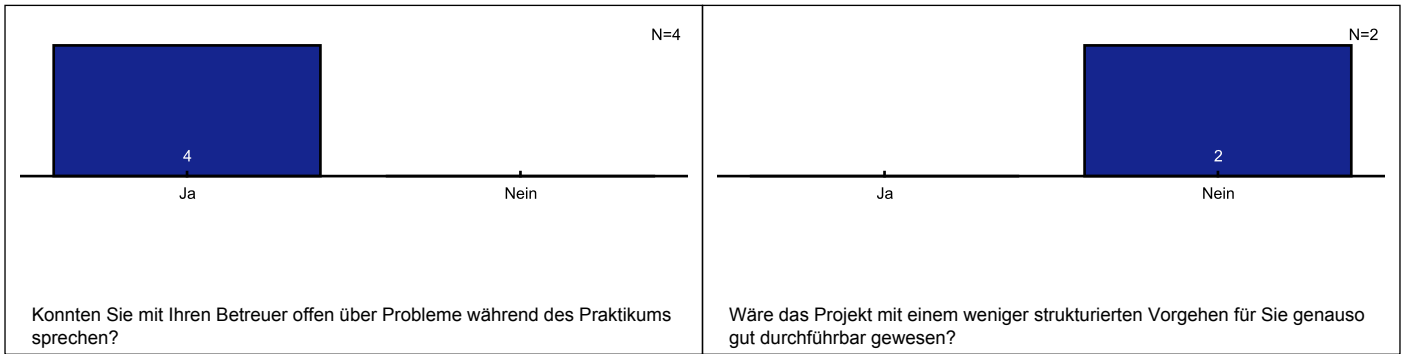 N=4
4
Ja
Nein
Konnten Sie mit Ihren Betreuer offen über Probleme während des Praktikums
sprechen?
N=2
2
Ja
Nein
Wäre das Projekt mit einem weniger strukturierten Vorgehen für Sie genauso
gut durchführbar gewesen?